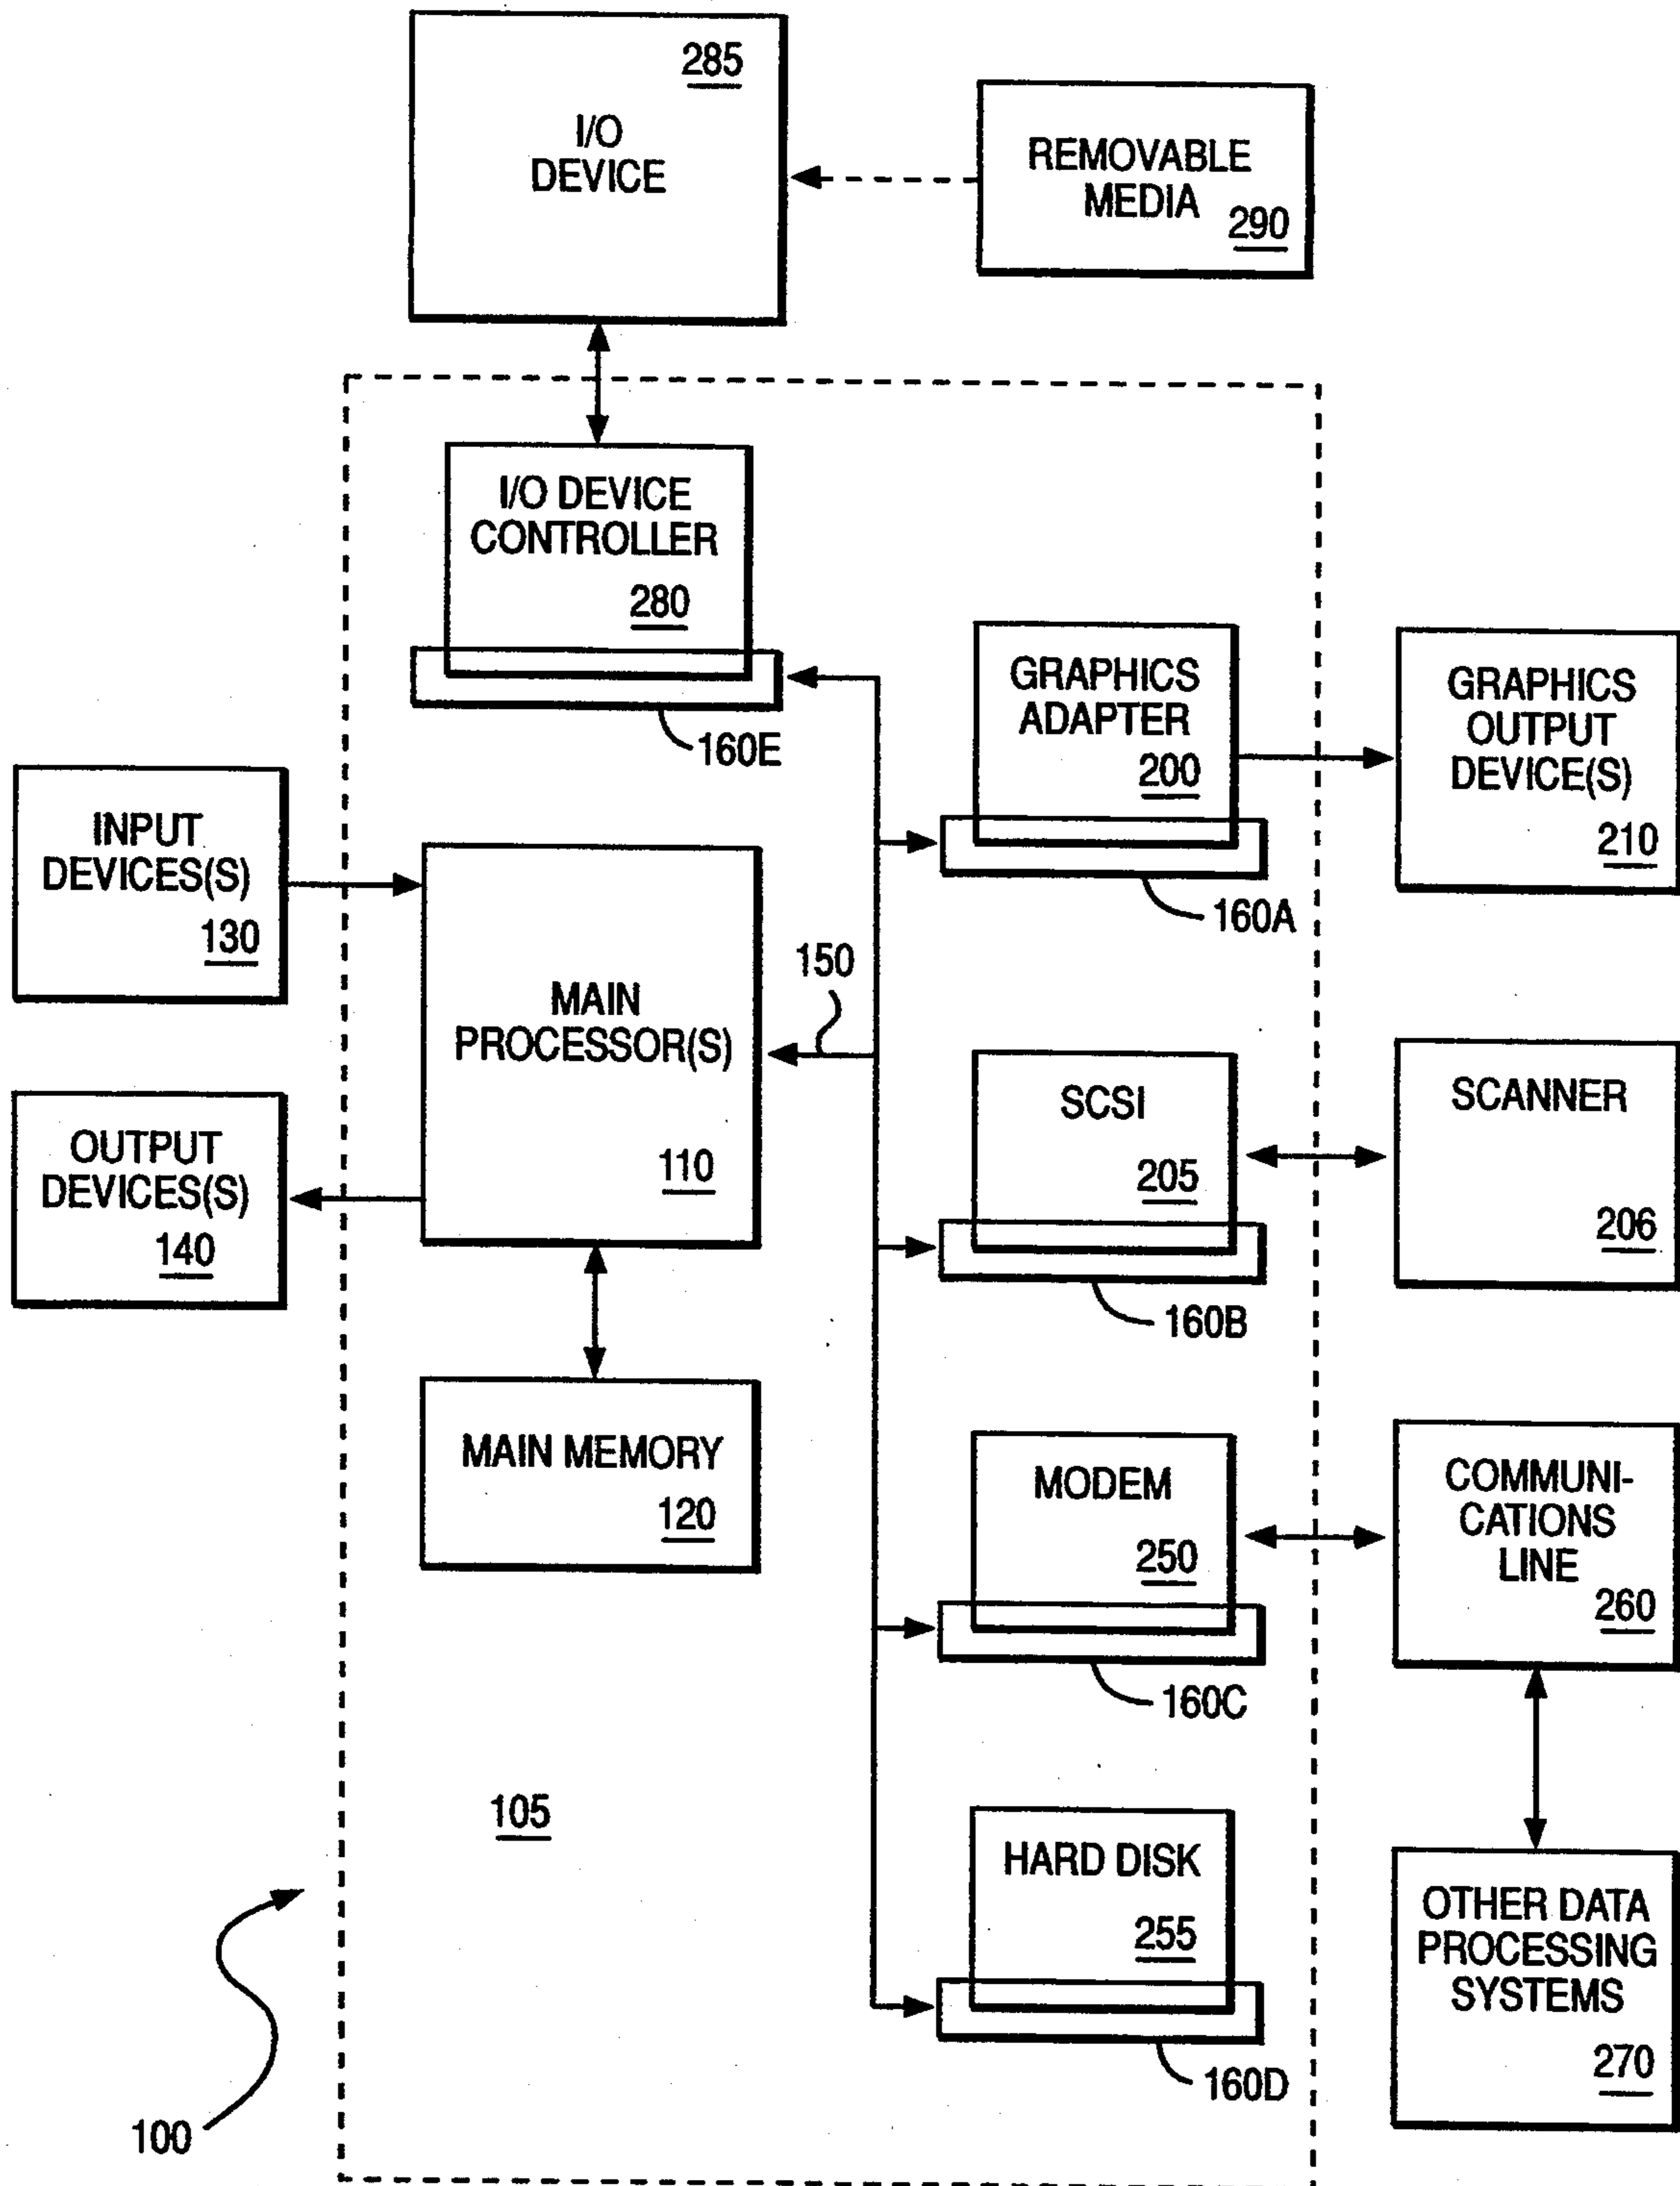 285
I/O
DEVICE
REMOVABLE
MEDIA
290
I/O DEVICE
CONTROLLER
280
160E
GRAPHICS
ADAPTER
200
160A
GRAPHICS
OUTPUT
DEVICE(S)
210
INPUT
DEVICES(S)
130
MAIN
PROCESSOR(S)
110
150
OUTPUT
DEVICES(S)
140
SCSI
205
160B
SCANNER
206
MAIN MEMORY
120
MODEM
250
160C
COMMUNI-
CATIONS
LINE
260
105
HARD DISK
255
160D
OTHER DATA
PROCESSING
SYSTEMS
270
100